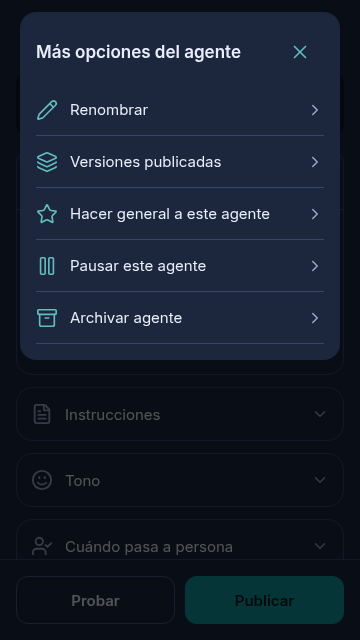 Más opciones del agente
Renombrar
Versiones publicadas
Hacer general a este agente
Pausar este agente
Archivar agente
Instrucciones
Tono
Cuándo pasa a persona
Probar
Publicar